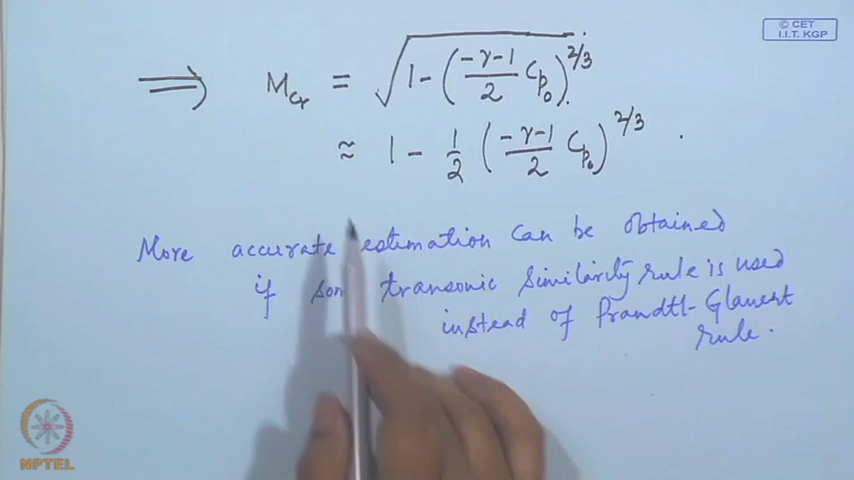 © CET
I.I.T. KGP
⟹ M_cr = √(1 - ((-γ-1)/2 C_p₀)^(2/3))
≈ 1 - 1/2 ((-γ-1)/2 C_p₀)^(2/3) .
More accurate estimation can be obtained
if transonic similarity rule is used
instead of Prandtl-Glauert
rule.
NPTEL